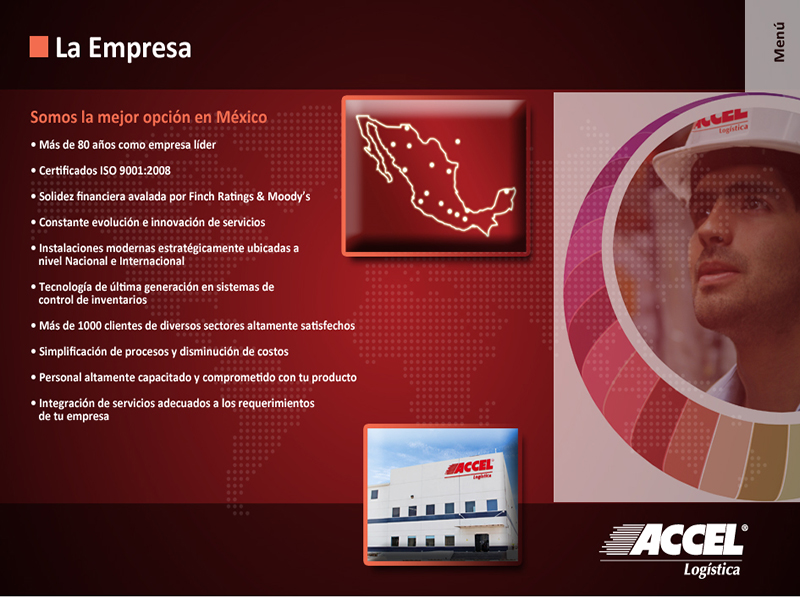 La Empresa
Menú
Somos la mejor opción en México
• Más de 80 años como empresa líder
• Certificados ISO 9001:2008
• Solidez financiera avalada por Finch Ratings & Moody's
• Constante evolución e innovación de servicios
• Instalaciones modernas estratégicamente ubicadas a
nivel Nacional e Internacional
• Tecnología de última generación en sistemas de
control de inventarios
• Más de 1000 clientes de diversos sectores altamente satisfechos
• Simplificación de procesos y disminución de costos
• Personal altamente capacitado y comprometido con tu producto
• Integración de servicios adecuados a los requerimientos
de tu empresa
ACCEL
Logística
ACCEL
Logística
ACCEL®
Logística